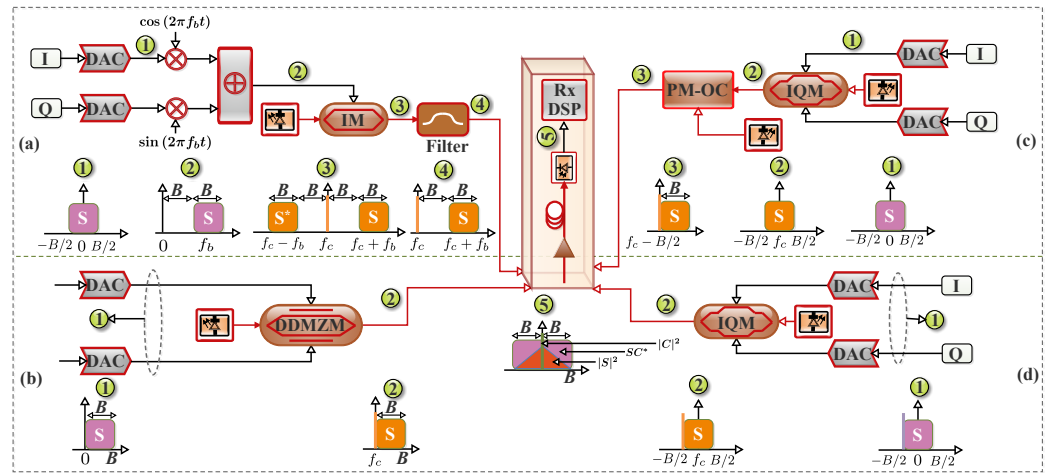 cos (2πf_bt)
I
DAC
1
2
Q
DAC
sin (2πf_bt)
IM
3
4
Filter
(a)
1
S
−B/2 0 B/2
2
B B
S
0 f_b
3
B B B B
S* S
f_c − f_b f_c f_c + f_b
4
B B
S
f_c f_c + f_b
Rx
DSP
5
3
PM-OC
2
IQM
1
DAC
I
DAC
Q
(c)
3
B
S
f_c − B/2
2
S
−B/2 f_c B/2
1
S
−B/2 0 B/2
DAC
1
DAC
DDMZM
2
(b)
1
B
S
0 B
2
B
S
f_c B
5
B B
|C|²
SC*
|S|²
B
2
IQM
DAC
I
1
DAC
Q
(d)
2
S
−B/2 f_c B/2
1
S
−B/2 0 B/2